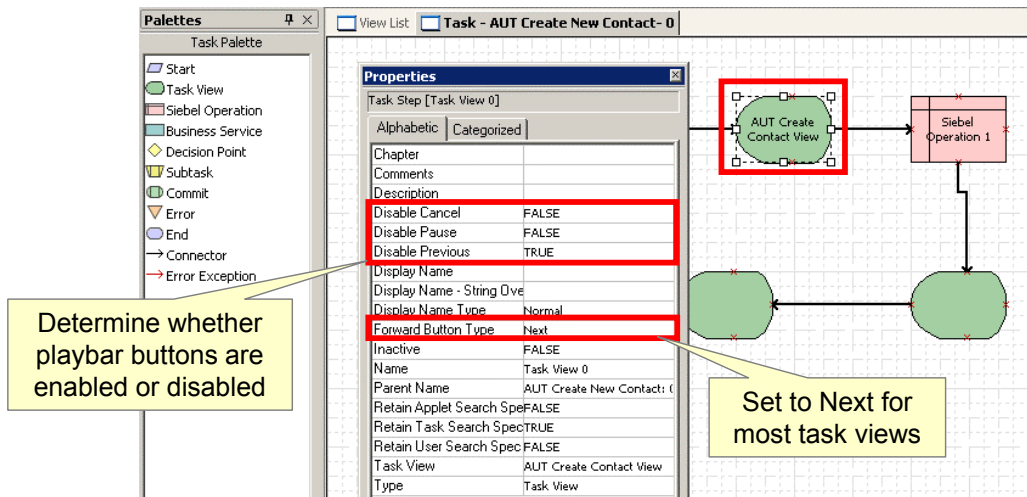 Palettes
Task Palette
Start
Task View
Siebel Operation
Business Service
Decision Point
Subtask
Commit
Error
End
Connector
Error Exception
View List
Task - AUT Create New Contact- 0
Properties
Task Step [Task View 0]
Alphabetic Categorized
Chapter
Comments
Description
Disable Cancel FALSE
Disable Pause FALSE
Disable Previous TRUE
Display Name
Display Name - String Ove
Display Name Type Normal
Forward Button Type Next
Inactive FALSE
Name Task View 0
Parent Name AUT Create New Contact: 0
Retain Applet Search Spe FALSE
Retain Task Search Spec TRUE
Retain User Search Spec FALSE
Task View AUT Create Contact View
Type Task View
AUT Create
Contact View
Siebel
Operation 1
Determine whether
playbar buttons are
enabled or disabled
Set to Next for
most task views